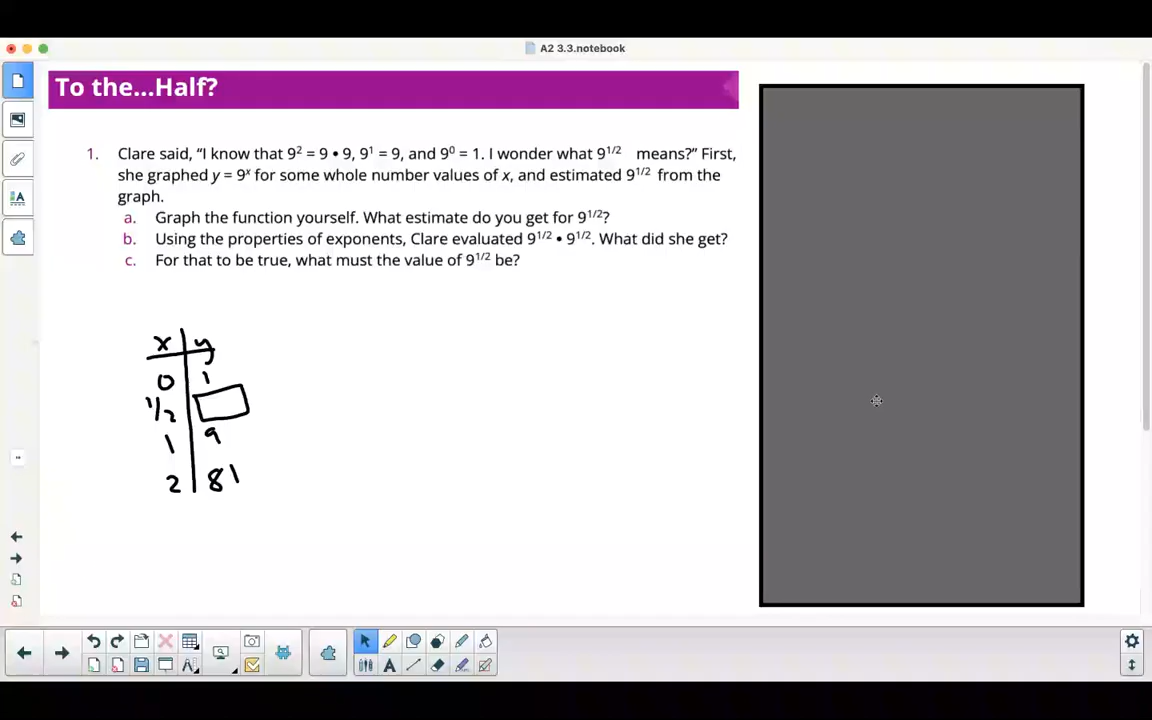 A2 3.3.notebook
To the...Half?
1. Clare said, “I know that 9² = 9 • 9, 9¹ = 9, and 9⁰ = 1. I wonder what 9^1/2 means?” First,
she graphed y = 9ˣ for some whole number values of x, and estimated 9^1/2 from the
graph.
a. Graph the function yourself. What estimate do you get for 9^1/2?
b. Using the properties of exponents, Clare evaluated 9^1/2 • 9^1/2. What did she get?
c. For that to be true, what must the value of 9^1/2 be?
x y
0 1
1/2
1 9
2 81